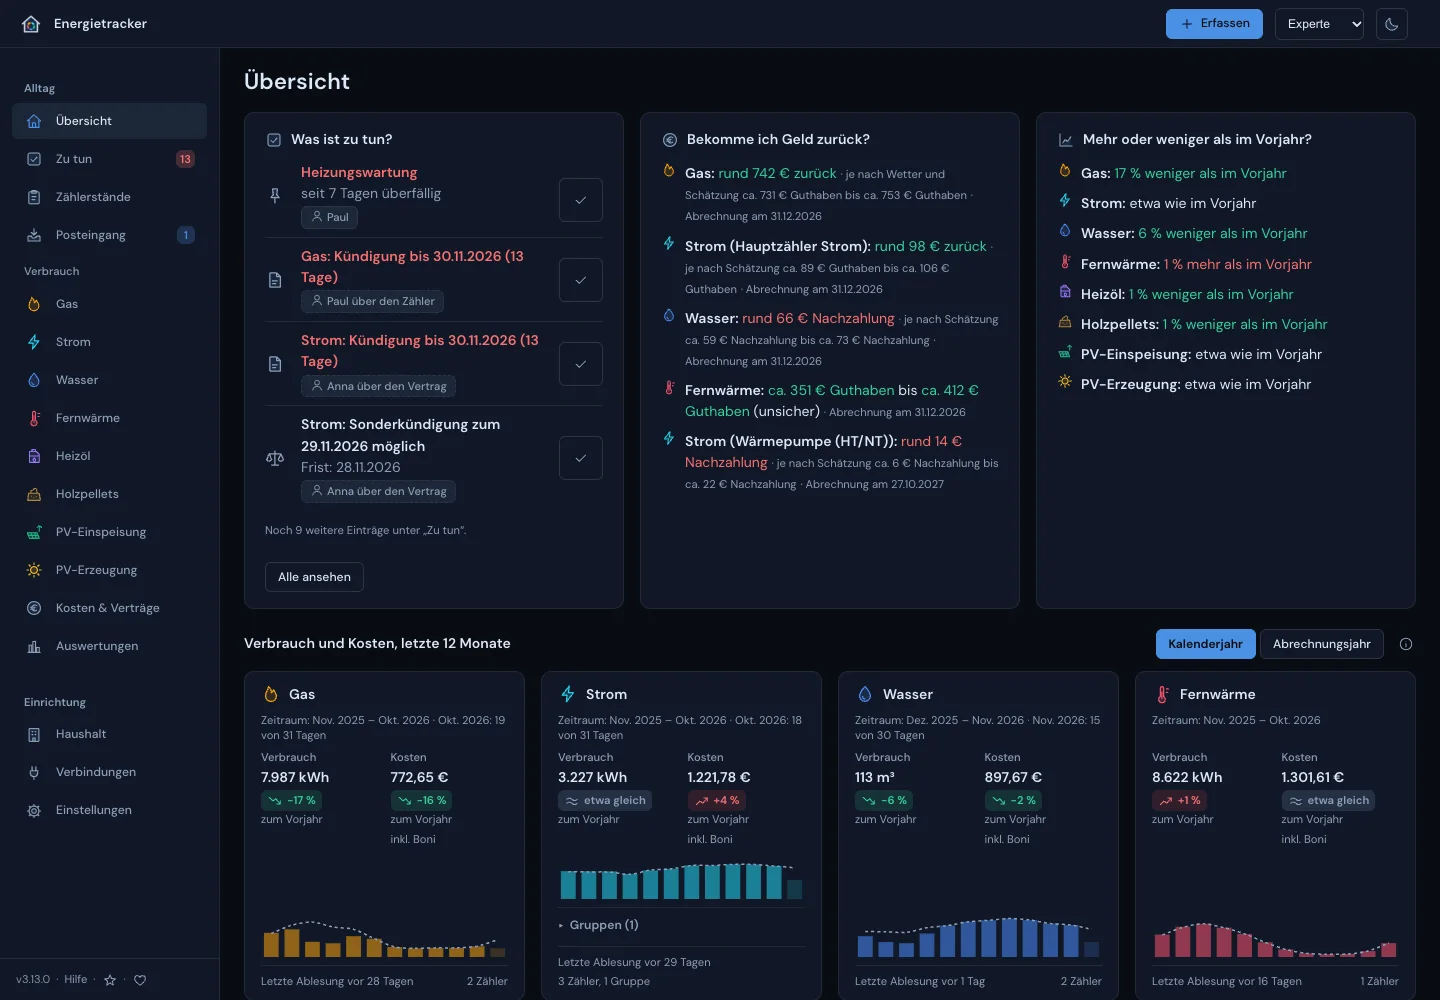 Energietracker
Erfassen
Experte
Alltag
Übersicht
Zu tun
13
Zählerstände
Posteingang
1
Verbrauch
Gas
Strom
Wasser
Fernwärme
Heizöl
Holzpellets
PV-Einspeisung
PV-Erzeugung
Kosten & Verträge
Auswertungen
Einrichtung
Haushalt
Verbindungen
Einstellungen
v3.13.0 · Hilfe · ·
Übersicht
Was ist zu tun?
Heizungswartung
seit 7 Tagen überfällig
Paul
Gas: Kündigung bis 30.11.2026 (13
Tage)
Paul über den Zähler
Strom: Kündigung bis 30.11.2026 (13
Tage)
Anna über den Vertrag
Strom: Sonderkündigung zum
29.11.2026 möglich
Frist: 28.11.2026
Anna über den Vertrag
Noch 9 weitere Einträge unter „Zu tun“.
Alle ansehen
Bekomme ich Geld zurück?
Gas: rund 742 € zurück · je nach Wetter und
Schätzung ca. 731 € Guthaben bis ca. 753 € Guthaben ·
Abrechnung am 31.12.2026
Strom (Hauptzähler Strom): rund 98 € zurück ·
je nach Schätzung ca. 89 € Guthaben bis ca. 106 €
Guthaben · Abrechnung am 31.12.2026
Wasser: rund 66 € Nachzahlung · je nach Schätzung
ca. 59 € Nachzahlung bis ca. 73 € Nachzahlung ·
Abrechnung am 31.12.2026
Fernwärme: ca. 351 € Guthaben bis ca. 412 €
Guthaben (unsicher) · Abrechnung am 31.12.2026
Strom (Wärmepumpe (HT/NT)): rund 14 €
Nachzahlung · je nach Schätzung ca. 6 € Nachzahlung bis
ca. 22 € Nachzahlung · Abrechnung am 27.10.2027
Mehr oder weniger als im Vorjahr?
Gas: 17 % weniger als im Vorjahr
Strom: etwa wie im Vorjahr
Wasser: 6 % weniger als im Vorjahr
Fernwärme: 1 % mehr als im Vorjahr
Heizöl: 1 % weniger als im Vorjahr
Holzpellets: 1 % weniger als im Vorjahr
PV-Einspeisung: etwa wie im Vorjahr
PV-Erzeugung: etwa wie im Vorjahr
Verbrauch und Kosten, letzte 12 Monate
Kalenderjahr
Abrechnungsjahr
Gas
Zeitraum: Nov. 2025 – Okt. 2026 · Okt. 2026: 19
von 31 Tagen
Verbrauch
Kosten
7.987 kWh
772,65 €
-17 %
-16 %
zum Vorjahr
zum Vorjahr
inkl. Boni
Letzte Ablesung vor 28 Tagen
2 Zähler
Strom
Zeitraum: Nov. 2025 – Okt. 2026 · Okt. 2026: 18
von 31 Tagen
Verbrauch
Kosten
3.227 kWh
1.221,78 €
etwa gleich
+4 %
zum Vorjahr
zum Vorjahr
inkl. Boni
Gruppen (1)
Letzte Ablesung vor 29 Tagen
3 Zähler, 1 Gruppe
Wasser
Zeitraum: Dez. 2025 – Nov. 2026 · Nov. 2026: 15
von 30 Tagen
Verbrauch
Kosten
113 m³
897,67 €
-6 %
-2 %
zum Vorjahr
zum Vorjahr
inkl. Boni
Letzte Ablesung vor 1 Tag
2 Zähler
Fernwärme
Zeitraum: Nov. 2025 – Okt. 2026
Verbrauch
Kosten
8.622 kWh
1.301,61 €
+1 %
etwa gleich
zum Vorjahr
zum Vorjahr
inkl. Boni
Letzte Ablesung vor 16 Tagen
1 Zähler